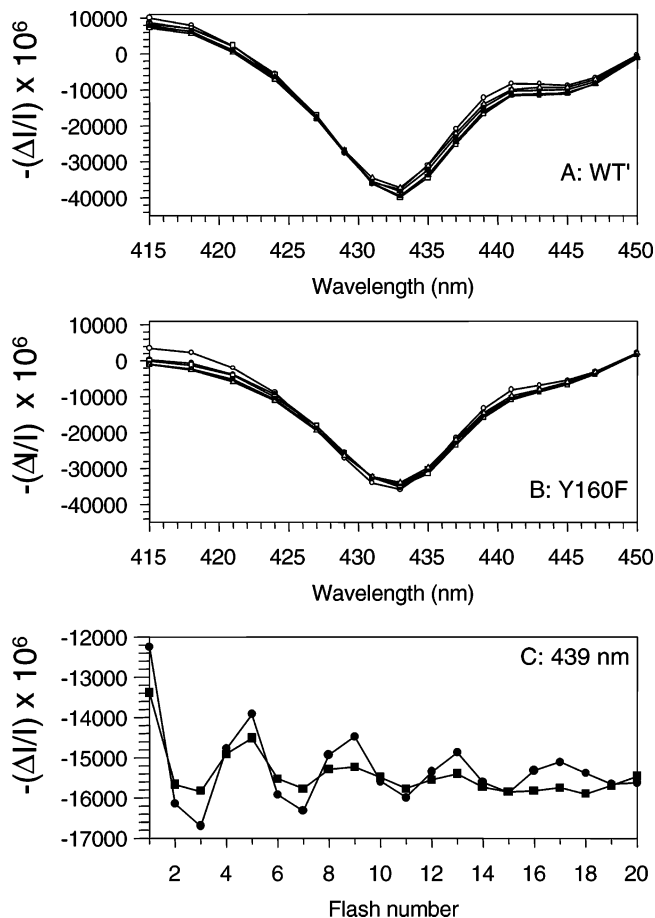 10000
0
-10000
-20000
-30000
-40000
-(ΔI/I) x 10⁶
A: WT'
415 420 425 430 435 440 445 450
Wavelength (nm)
10000
0
-10000
-20000
-30000
-40000
-(ΔI/I) x 10⁶
B: Y160F
415 420 425 430 435 440 445 450
Wavelength (nm)
-12000
-13000
-14000
-15000
-16000
-17000
-(ΔI/I) x 10⁶
C: 439 nm
2 4 6 8 10 12 14 16 18 20
Flash number